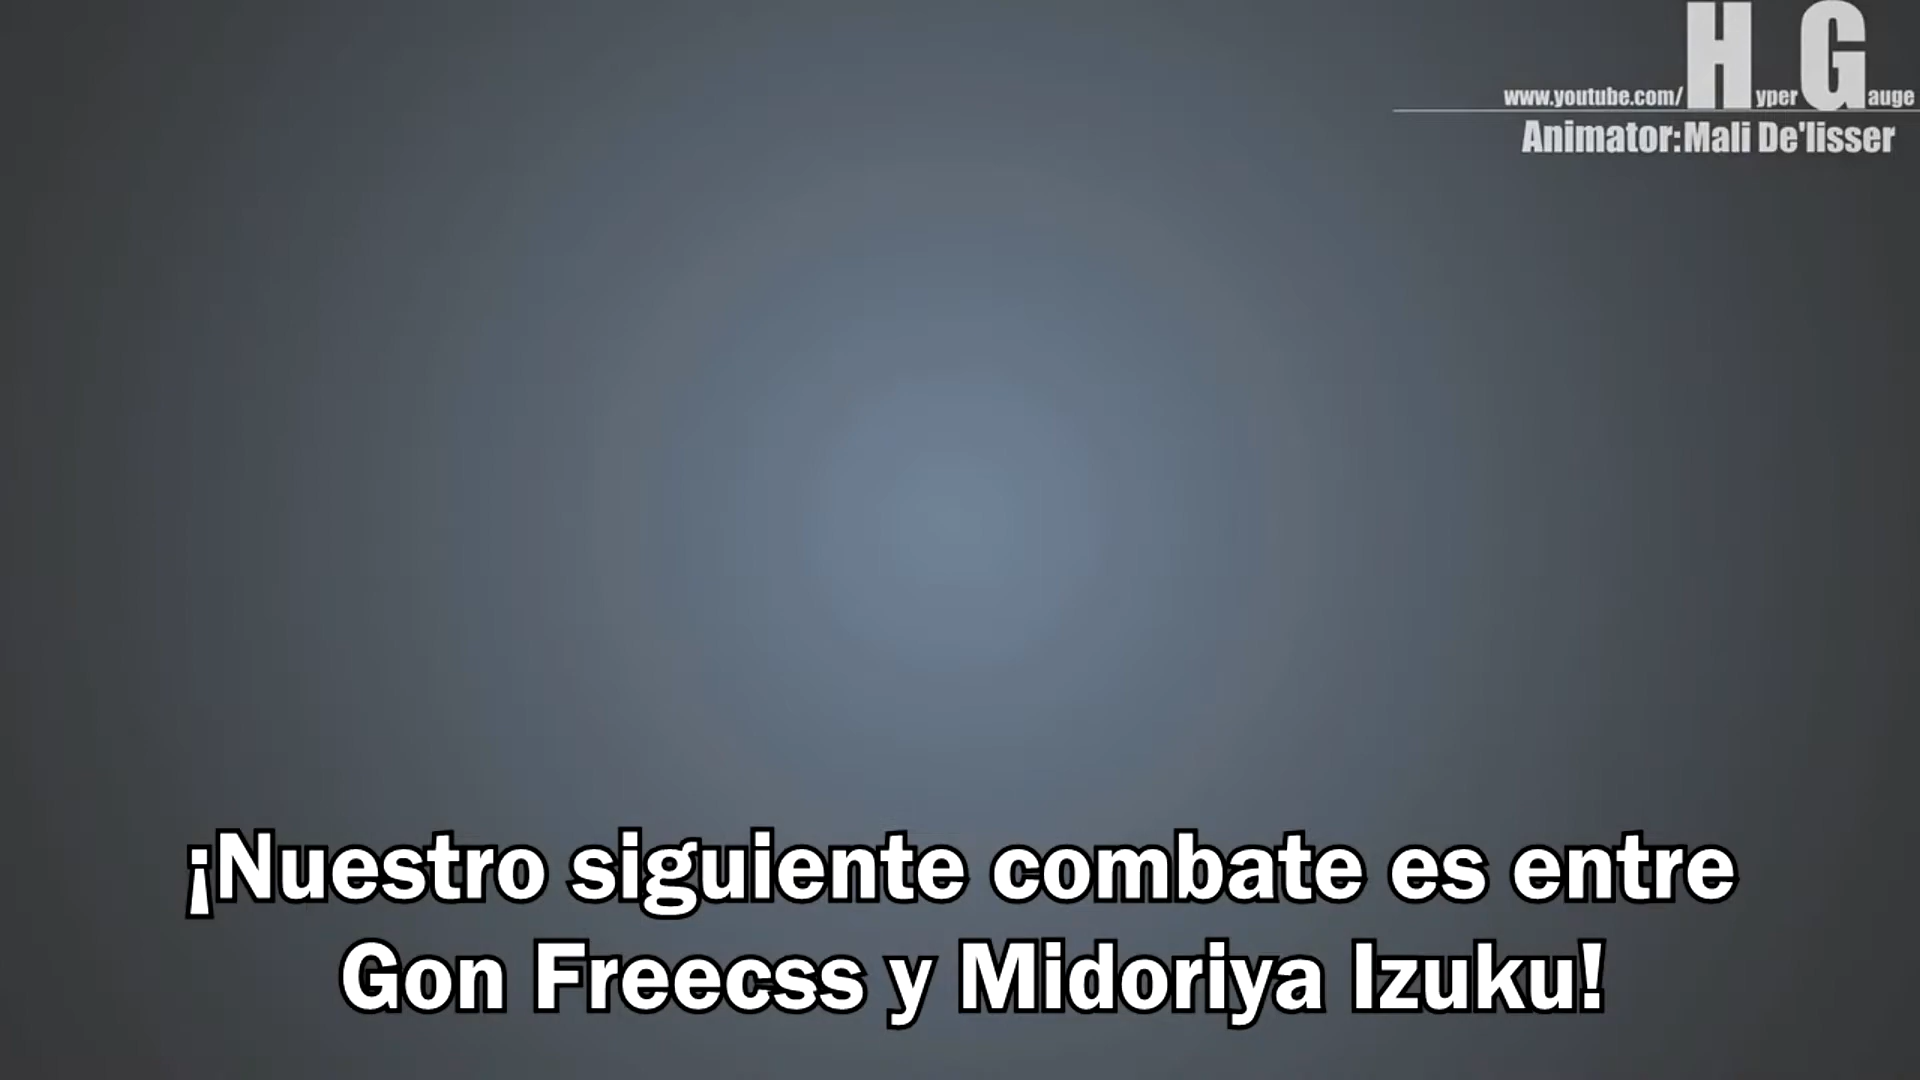 www.youtube.com/HyperGauge
Animator:Mali De'lisser
¡Nuestro siguiente combate es entre
Gon Freecss y Midoriya Izuku!